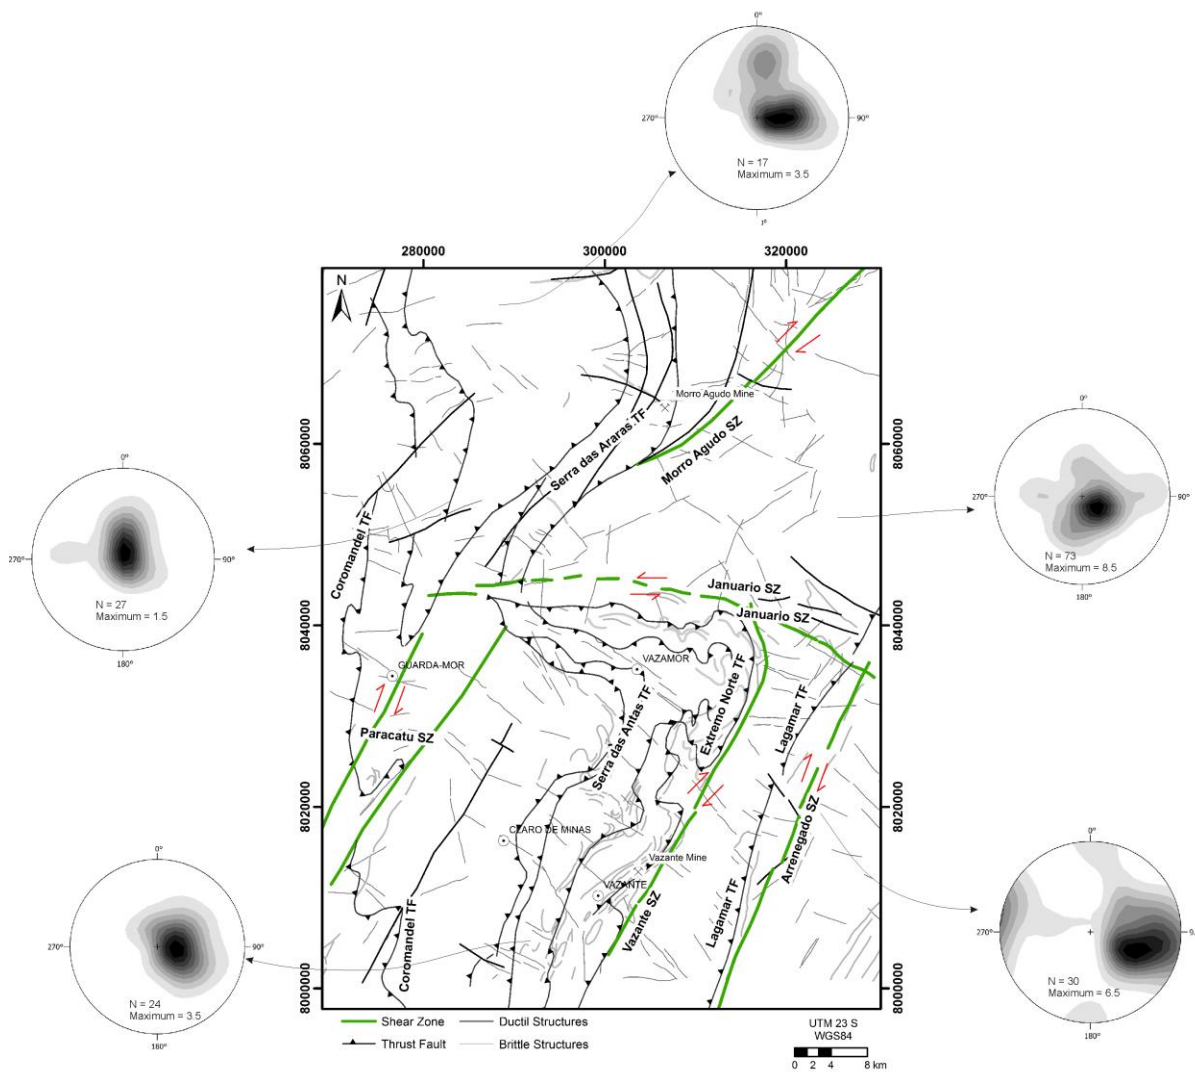 0°
270°
90°
N = 17
Maximum = 3.5
280000
300000
320000
N
Morro Agudo Mine
Serra das Araras TF
Morro Agudo SZ
8060000
8060000
0°
270°
90°
N = 73
Maximum = 8.5
180°
0°
270°
90°
N = 27
Maximum = 1.5
180°
Coromandel TF
Januario SZ
Januario SZ
8040000
8040000
GUARDA-MOR
VAZAMOR
Extremo Norte TF
Lagamar TF
Serra das Antas TF
Paracatu SZ
8020000
8020000
CLARO DE MINAS
Arrenegado SZ
Vazante Mine
VAZANTE
Vazante SZ
Lagamar TF
Coromandel TF
0°
270°
90°
N = 24
Maximum = 3.5
180°
0°
270°
N = 30
Maximum = 6.5
180°
8000000
8000000
Shear Zone
Ductil Structures
Thrust Fault
Brittle Structures
UTM 23 S
WGS84
0 2 4 8 km